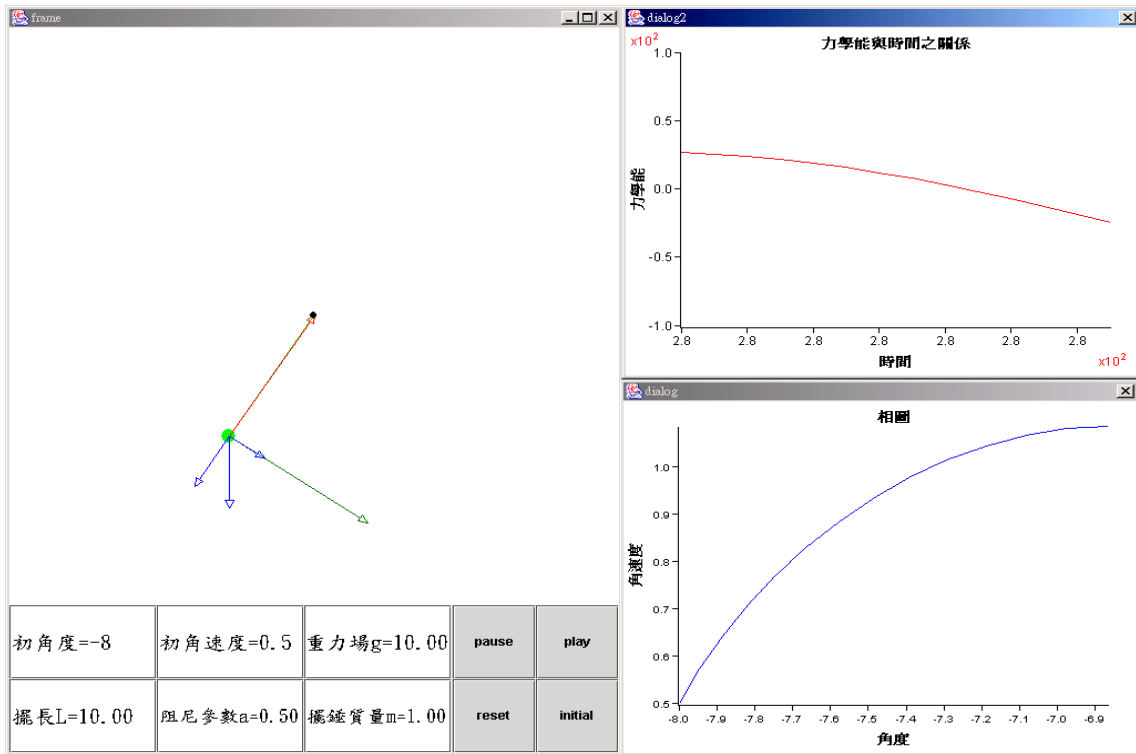 frame
初角度=-8
初角速度=0.5
重力場g=10.00
pause
play
擺長L=10.00
阻尼參數a=0.50
擺錘質量m=1.00
reset
initial
dialog2
力學能與時間之關係
x10²
1.0
0.5
0.0
-0.5
-1.0
力學能
2.8 2.8 2.8 2.8 2.8 2.8 2.8
時間
x10²
dialog
相圖
1.0
0.9
0.8
0.7
0.6
0.5
角速度
-8.0 -7.9 -7.8 -7.7 -7.6 -7.5 -7.4 -7.3 -7.2 -7.1 -7.0 -6.9
角度